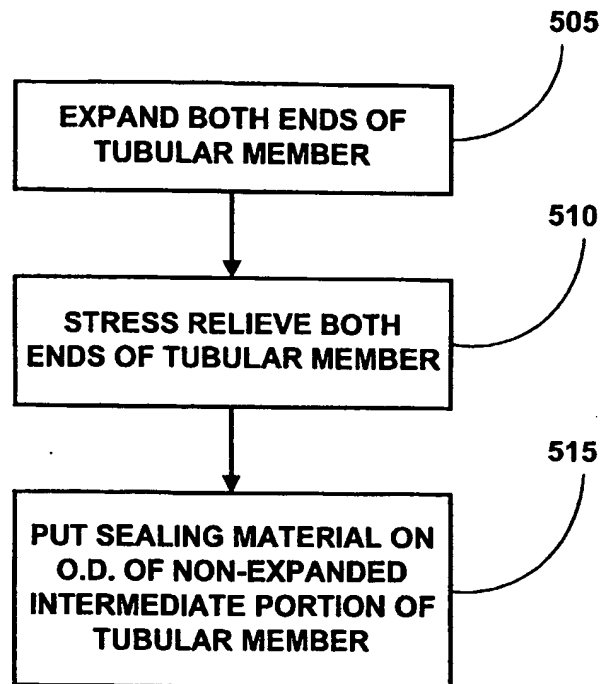 505
EXPAND BOTH ENDS OF
TUBULAR MEMBER
510
STRESS RELIEVE BOTH
ENDS OF TUBULAR MEMBER
515
PUT SEALING MATERIAL ON
O.D. OF NON-EXPANDED
INTERMEDIATE PORTION OF
TUBULAR MEMBER